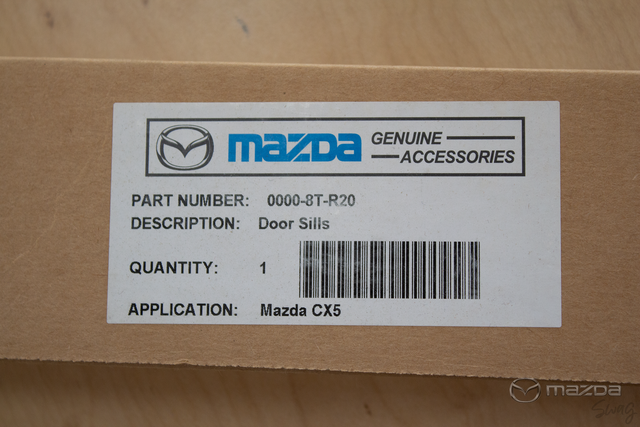 mazda GENUINE
ACCESSORIES
PART NUMBER: 0000-8T-R20
DESCRIPTION: Door Sills
QUANTITY: 1
APPLICATION: Mazda CX5
mazda